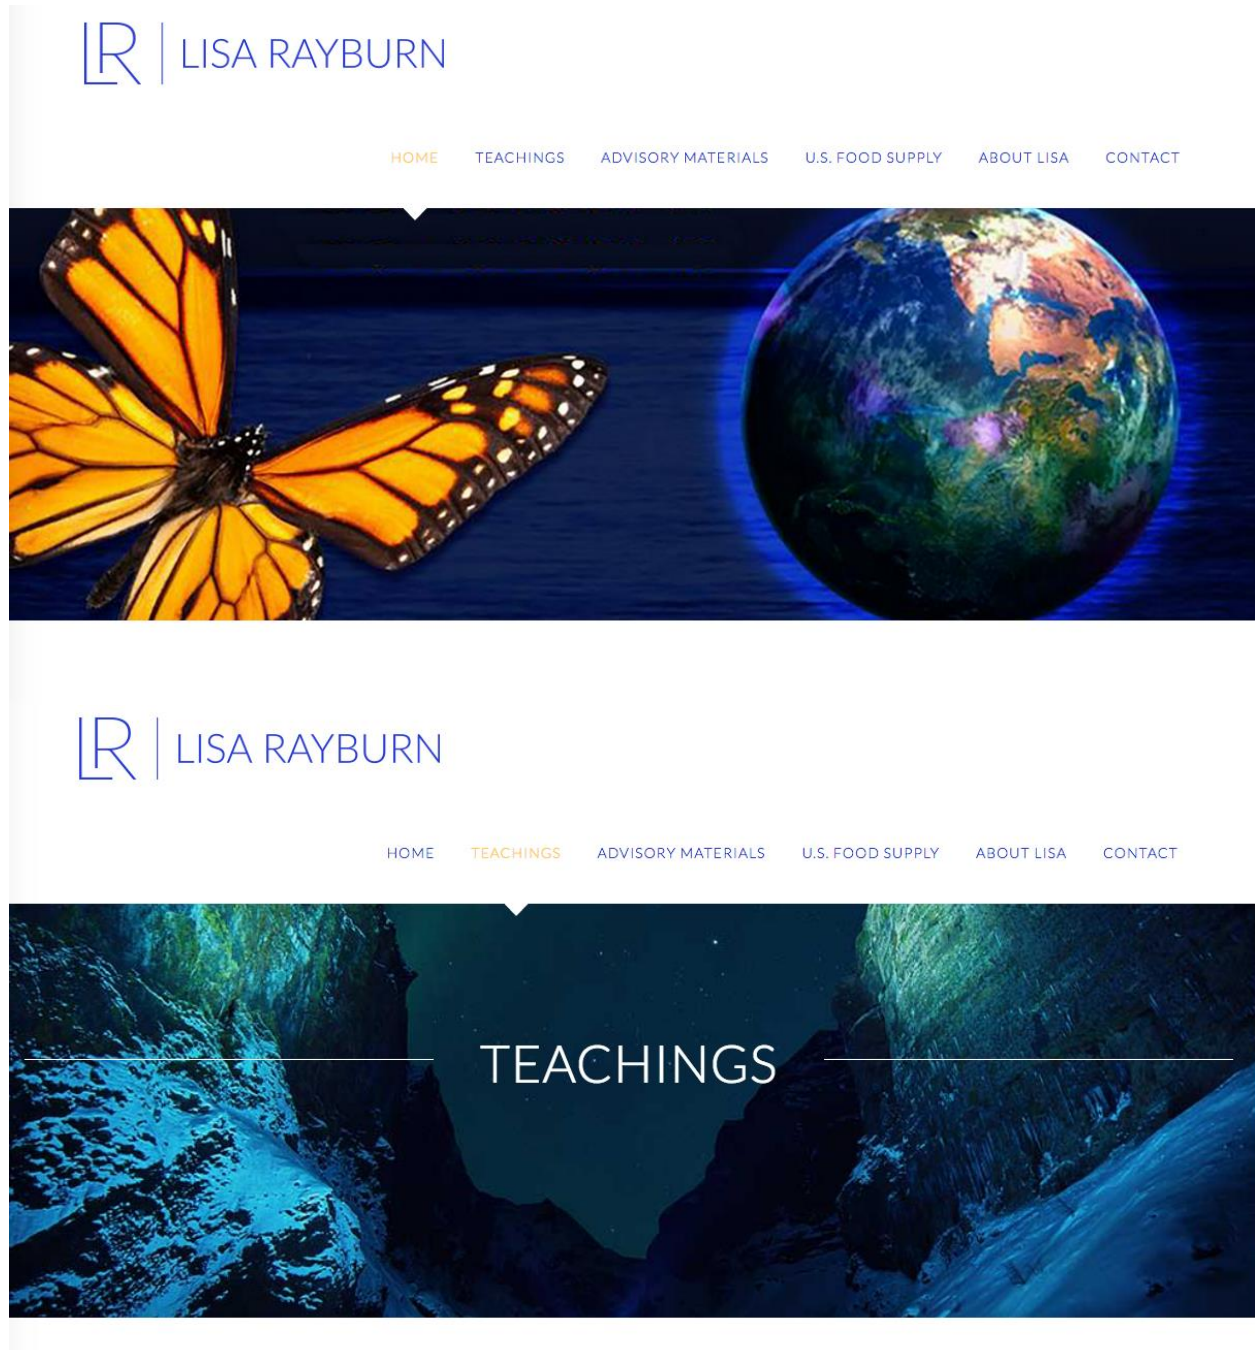 LR | LISA RAYBURN
HOME TEACHINGS ADVISORY MATERIALS U.S. FOOD SUPPLY ABOUT LISA CONTACT
LR | LISA RAYBURN
HOME TEACHINGS ADVISORY MATERIALS U.S. FOOD SUPPLY ABOUT LISA CONTACT
TEACHINGS